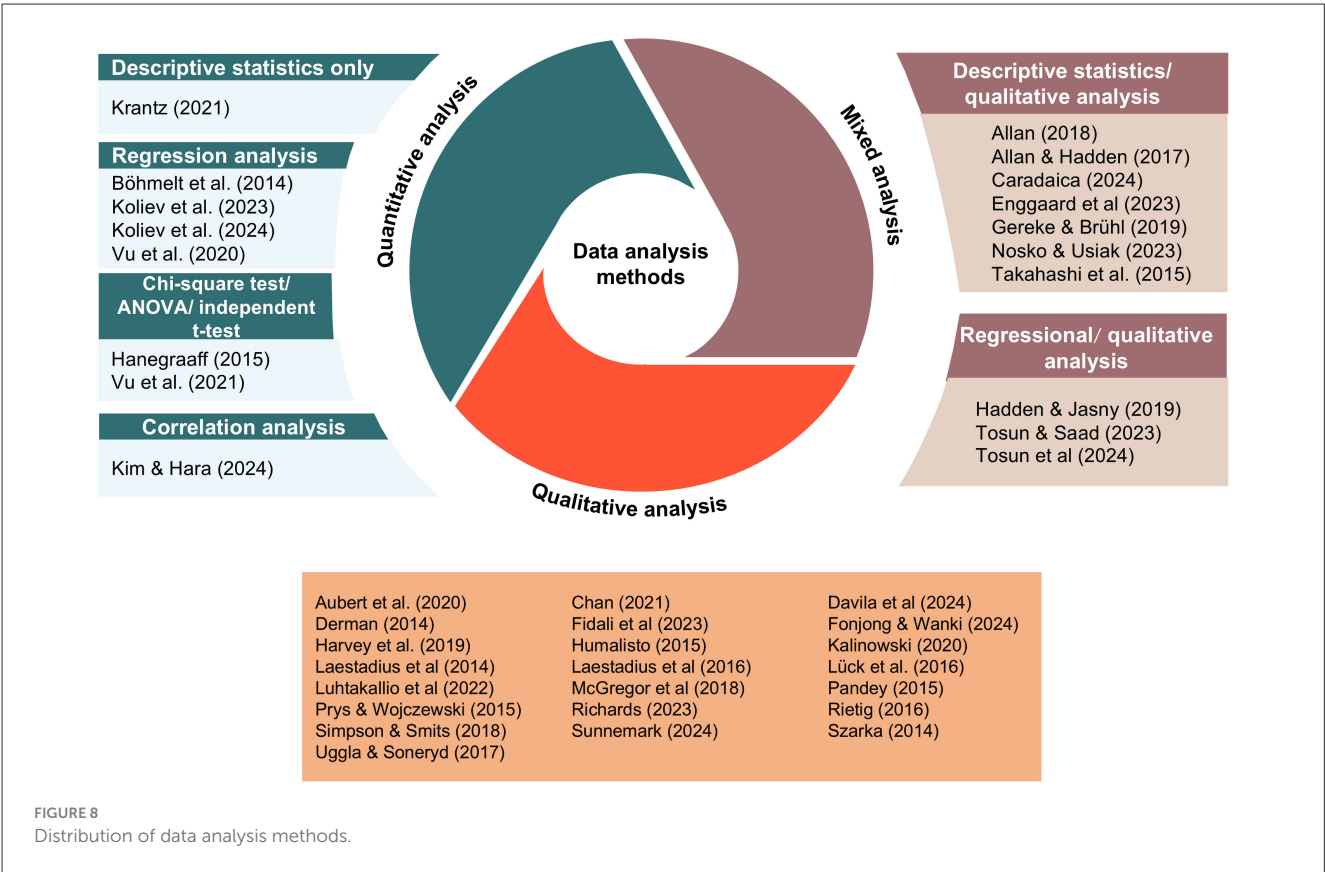 Descriptive statistics only
Krantz (2021)
Regression analysis
Böhmelt et al. (2014)
Koliev et al. (2023)
Koliev et al. (2024)
Vu et al. (2020)
Chi-square test/
ANOVA/ independent
t-test
Hanegraaff (2015)
Vu et al. (2021)
Correlation analysis
Kim & Hara (2024)
Quantitative analysis
Data analysis
methods
Mixed analysis
Qualitative analysis
Descriptive statistics/
qualitative analysis
Allan (2018)
Allan & Hadden (2017)
Caradaica (2024)
Enggaard et al (2023)
Gereke & Brühl (2019)
Nosko & Usiak (2023)
Takahashi et al. (2015)
Regressional/ qualitative
analysis
Hadden & Jasny (2019)
Tosun & Saad (2023)
Tosun et al (2024)
Aubert et al. (2020)
Derman (2014)
Harvey et al. (2019)
Laestadius et al (2014)
Luhtakallio et al (2022)
Prys & Wojczewski (2015)
Simpson & Smits (2018)
Uggla & Soneryd (2017)
Chan (2021)
Fidali et al (2023)
Humalisto (2015)
Laestadius et al (2016)
McGregor et al (2018)
Richards (2023)
Sunnemark (2024)
Davila et al (2024)
Fonjong & Wanki (2024)
Kalinowski (2020)
Lück et al. (2016)
Pandey (2015)
Rietig (2016)
Szarka (2014)
FIGURE 8
Distribution of data analysis methods.